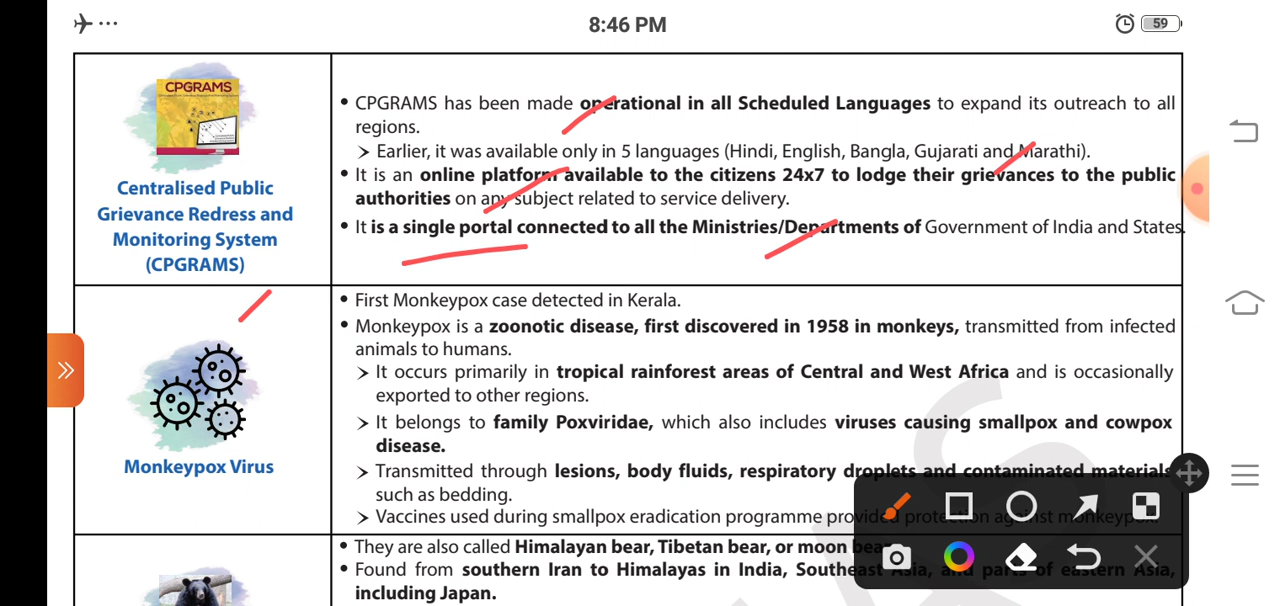 8:46 PM
59
CPGRAMS
Centralised Public
Grievance Redress and
Monitoring System
(CPGRAMS)
• CPGRAMS has been made operational in all Scheduled Languages to expand its outreach to all
regions.
➤ Earlier, it was available only in 5 languages (Hindi, English, Bangla, Gujarati and Marathi).
• It is an online platform available to the citizens 24x7 to lodge their grievances to the public
authorities on any subject related to service delivery.
• It is a single portal connected to all the Ministries/Departments of Government of India and States.
Monkeypox Virus
• First Monkeypox case detected in Kerala.
• Monkeypox is a zoonotic disease, first discovered in 1958 in monkeys, transmitted from infected
animals to humans.
➤ It occurs primarily in tropical rainforest areas of Central and West Africa and is occasionally
exported to other regions.
➤ It belongs to family Poxviridae, which also includes viruses causing smallpox and cowpox
disease.
➤ Transmitted through lesions, body fluids, respiratory droplets and contaminated materials
such as bedding.
➤ Vaccines used during smallpox eradication programme provided protection against monkeypox.
• They are also called Himalayan bear, Tibetan bear, or moon bear.
• Found from southern Iran to Himalayas in India, Southeast Asia, and parts of eastern Asia,
including Japan.